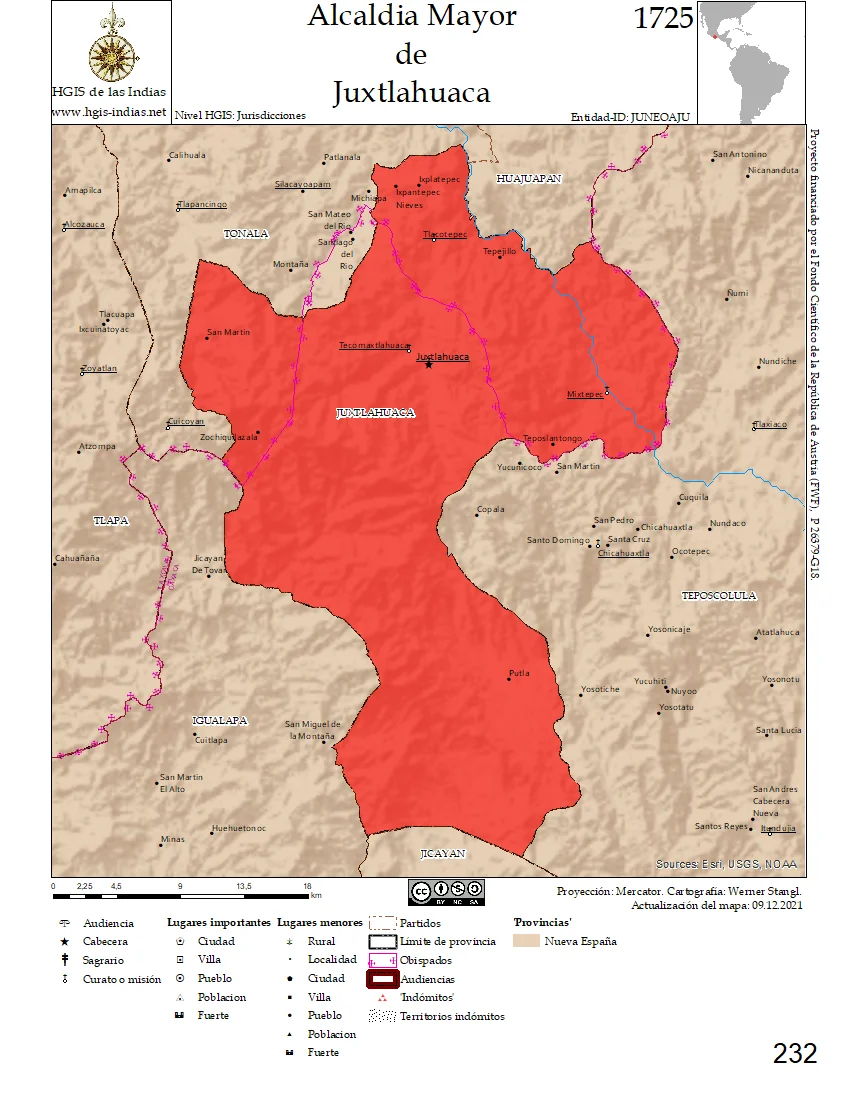 Alcaldia Mayor
de
Juxtlahuaca
1725
HGIS de las Indias
www.hgis-indias.net
Nivel HGIS: Jurisdicciones
Entidad-ID: JUNEOAJU
Calihuala
Patlanala
San Antonino
Nicananduta
HUAJUAPAN
Amapilca
Silacayoapam
Ixplatepec
Ixpantepec
Nieves
Michiapa
Tlapancingo
Alcozauca
San Mateo
del Rio
TONALA
Tlacotepec
Santiago
del
Rio
Tepejillo
Montaña
Ñumi
Tlacuapa
Ixcuinatoyac
San Martin
Tecomaxtlahuaca
Juxtlahuaca
Zoyatlan
Nundiche
Mixtepec
JUXTLAHUACA
Cuicoyan
Tlaxiaco
Zochiquilazala
Teposlantongo
Atzompa
Yucunicoco
San Martin
Cuquila
Copala
TLAPA
San Pedro
Chicahuaxtla
Nundaco
Santo Domingo
Santa Cruz
Chicahuaxtla
Ocotepec
Cahuañaña
Jicayan
De Tovar
TEPOSCOLULA
Yosonicaje
Atatlahuca
Putla
Yosotiche
Yucuhiti
Nuyoo
Yosonotu
Yosotatu
IGUALAPA
San Miguel de
la Montaña
Cuitlapa
Santa Lucia
San Martin
El Alto
San Andres
Cabecera
Nueva
Huehuetonoc
Santos Reyes
Itundujia
Minas
JICAYAN
Sources: Esri, USGS, NOAA
Proyecto financiado por el Fondo Científico de la República de Austria (FWF), P 26379-G18.
0 2,25 4,5 9 13,5 18
km
cc
BY NC SA
Proyección: Mercator. Cartografía: Werner Stangl.
Actualización del mapa: 09.12.2021
Audiencia
Cabecera
Sagrario
Curato o misión
Lugares importantes
Ciudad
Villa
Pueblo
Poblacion
Fuerte
Lugares menores
Rural
Localidad
Ciudad
Villa
Pueblo
Poblacion
Fuerte
Partidos
Límite de provincia
Obispados
Audiencias
'Indómitos'
Territorios indómitos
'Provincias'
Nueva España
232